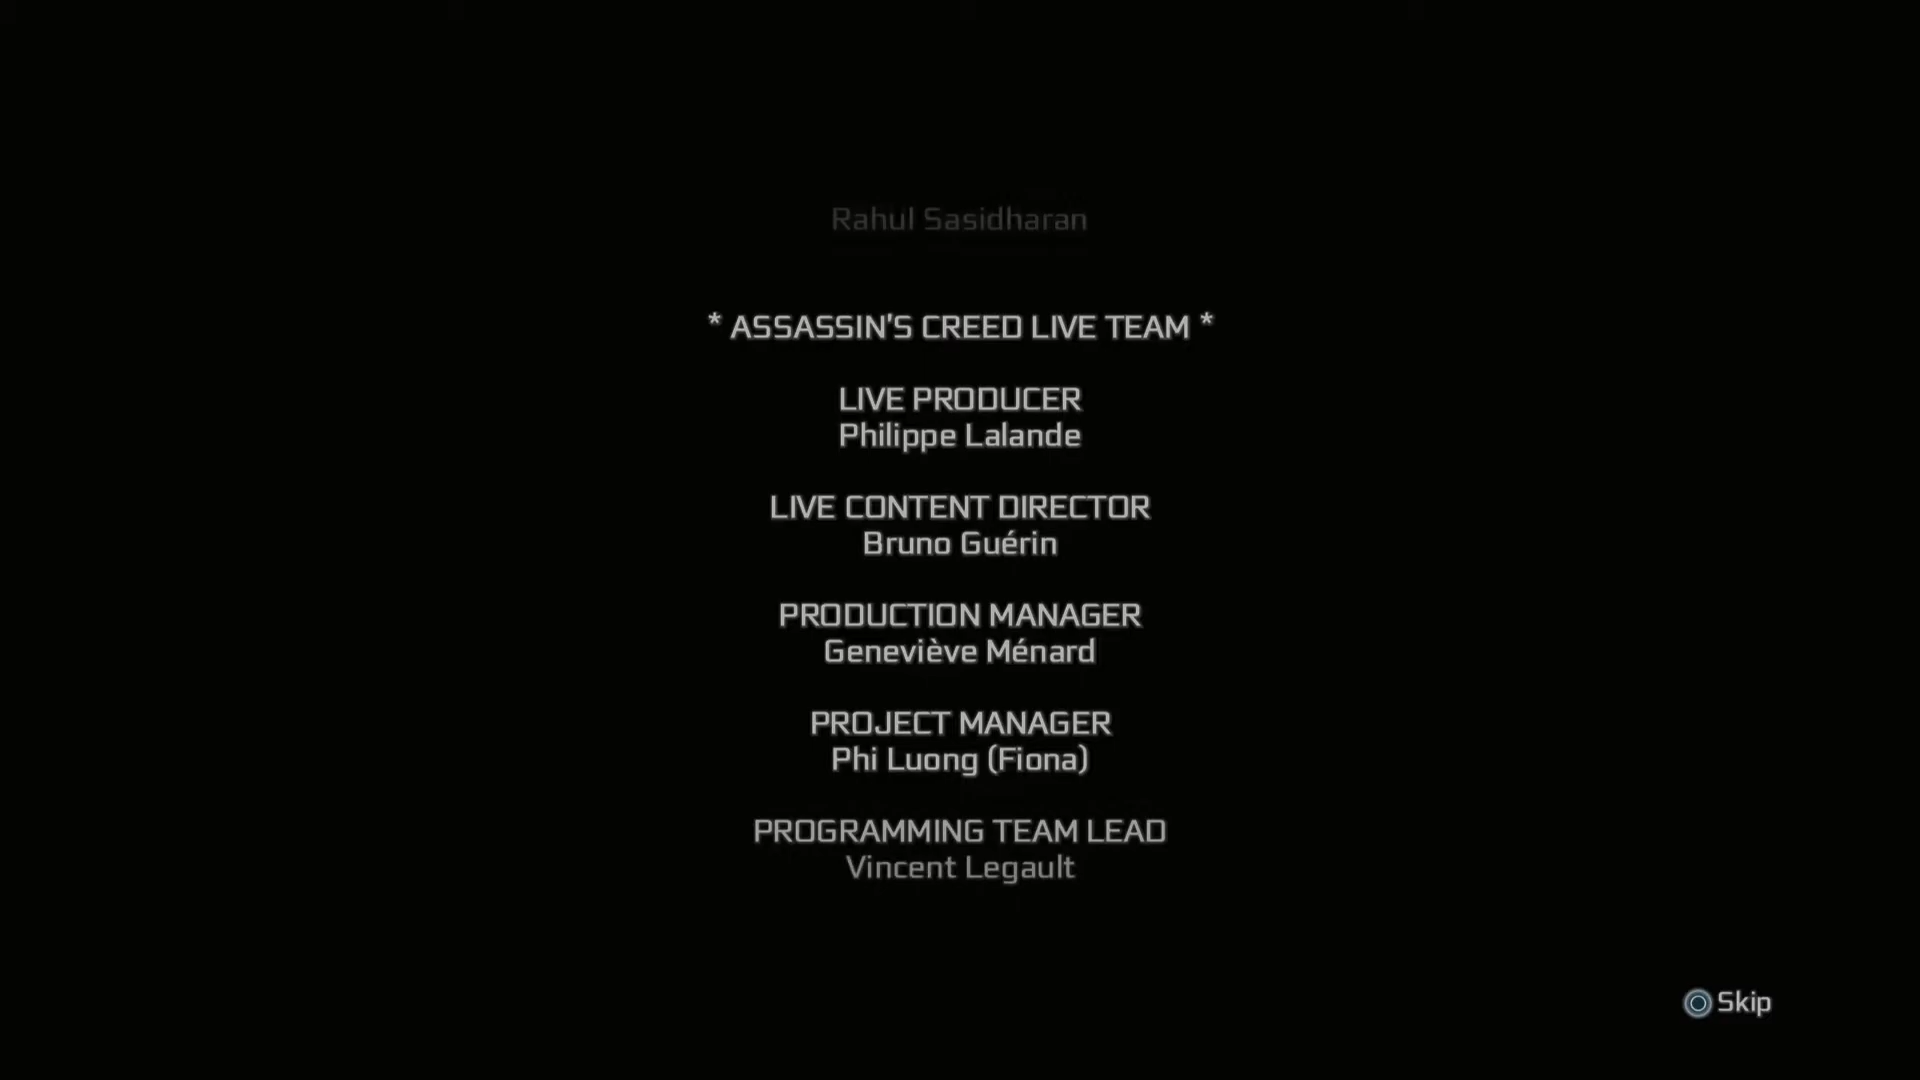 Rahul Sasidharan
* ASSASSIN'S CREED LIVE TEAM *
LIVE PRODUCER
Philippe Lalande
LIVE CONTENT DIRECTOR
Bruno Guérin
PRODUCTION MANAGER
Geneviève Ménard
PROJECT MANAGER
Phi Luong (Fiona)
PROGRAMMING TEAM LEAD
Vincent Legault
Skip